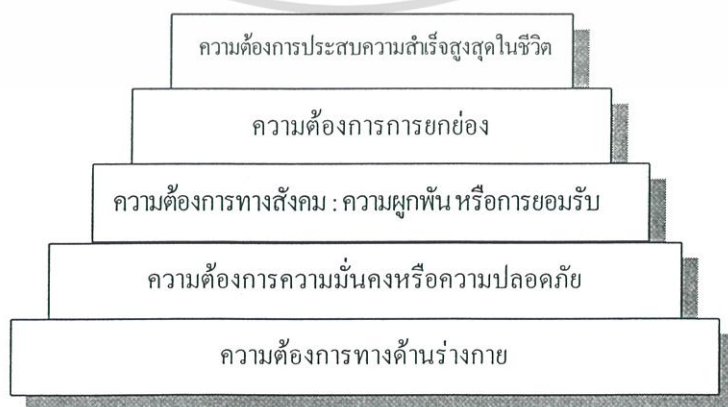 ความต้องการประสบความสำเร็จสูงสุดในชีวิต
ความต้องการการยกย่อง
ความต้องการทางสังคม : ความผูกพัน หรือการยอมรับ
ความต้องการความมั่นคงหรือความปลอดภัย
ความต้องการทางด้านร่างกาย